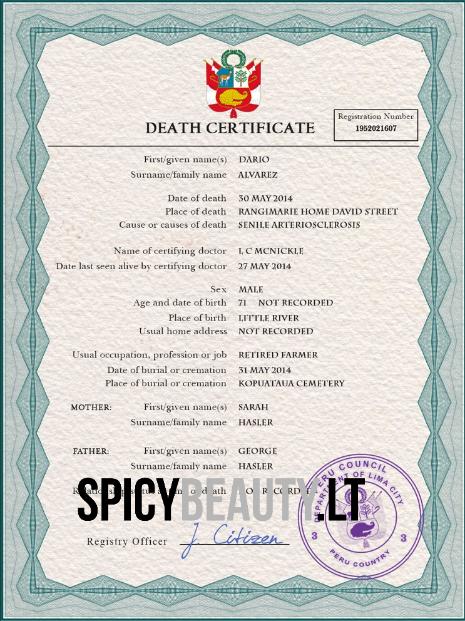 DEATH CERTIFICATE
Registration Number
1952021607
First/given name(s) DARIO
Surname/family name ALVAREZ
Date of death 30 MAY 2014
Place of death RANGIMARIE HOME DAVID STREET
Cause or causes of death SENILE ARTERIOSCLEROSIS
Name of certifying doctor I, C MCNICKLE
Date last seen alive by certifying doctor 27 MAY 2014
Sex MALE
Age and date of birth 71 NOT RECORDED
Place of birth LITTLE RIVER
Usual home address NOT RECORDED
Usual occupation, profession or job RETIRED FARMER
Date of burial or cremation 31 MAY 2014
Place of burial or cremation KOPUATAUA CEMETERY
MOTHER: First/given name(s) SARAH
Surname/family name HASLER
FATHER: First/given name(s) GEORGE
Surname/family name HASLER
death
SPICYBEAUTY.LT
Registry Officer J. Citizen
PERU COUNCIL
DEPARTMENT OF LIMA CITY
3 3
PERU COUNTRY